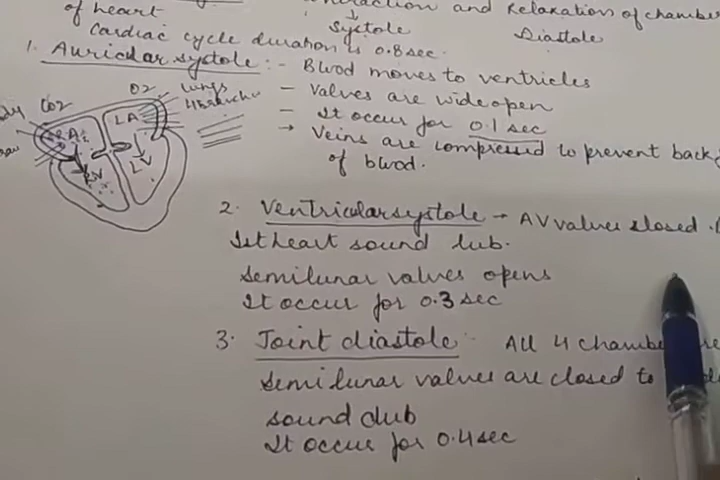 of heart
and Relaxation of chamber
Systole
Diastole
Cardiac cycle duration is 0.8 sec.
1. Auricular systole :- Blood moves to ventricles
- Valves are wide open
- It occur for 0.1 sec
→ Veins are compressed to prevent back
of blood.
CO2
O2
lungs
RA
LA
RV
LV
2. Ventricular systole → AV valves closed.
1st heart sound lub.
Semilunar valves opens
It occur for 0.3 sec
3. Joint diastole All 4 chambe
Semilunar valves are closed to
sound dub
It occur for 0.4 sec